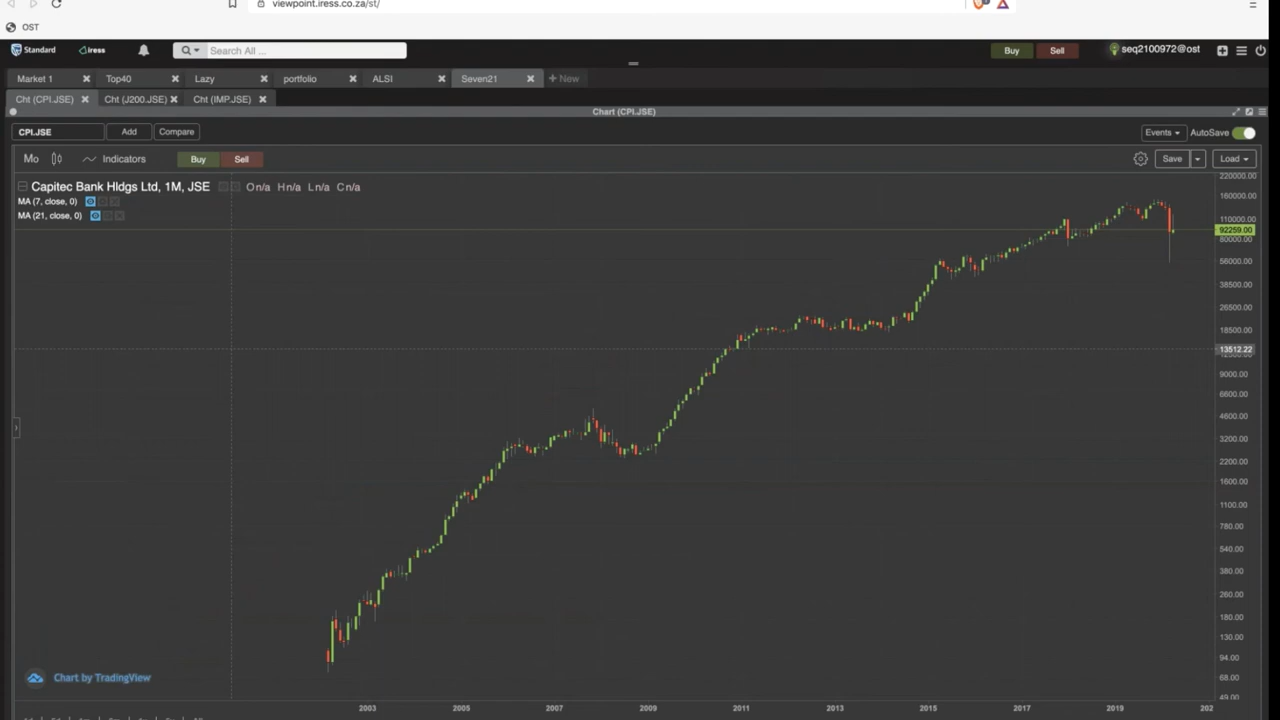 viewpoint.iress.co.za/st/
OST
Standard iress Search All ... Buy Sell seq2100972@ost
Market 1 Top40 Lazy portfolio ALSI Seven21 New
Cht (CPI.JSE) Cht (J200.JSE) Cht (IMP.JSE)
Chart (CPI.JSE)
CPI.JSE Add Compare Events AutoSave
Mo Indicators Buy Sell Save Load
Capitec Bank Hldgs Ltd, 1M, JSE O n/a H n/a L n/a C n/a
MA (7, close, 0)
MA (21, close, 0)
220000.00
160000.00
110000.00
92259.00
80000.00
56000.00
38500.00
26500.00
18500.00
13512.22
9000.00
6600.00
4600.00
3200.00
2200.00
1600.00
1100.00
780.00
540.00
380.00
260.00
180.00
130.00
94.00
68.00
49.00
Chart by TradingView
2003 2005 2007 2009 2011 2013 2015 2017 2019 202